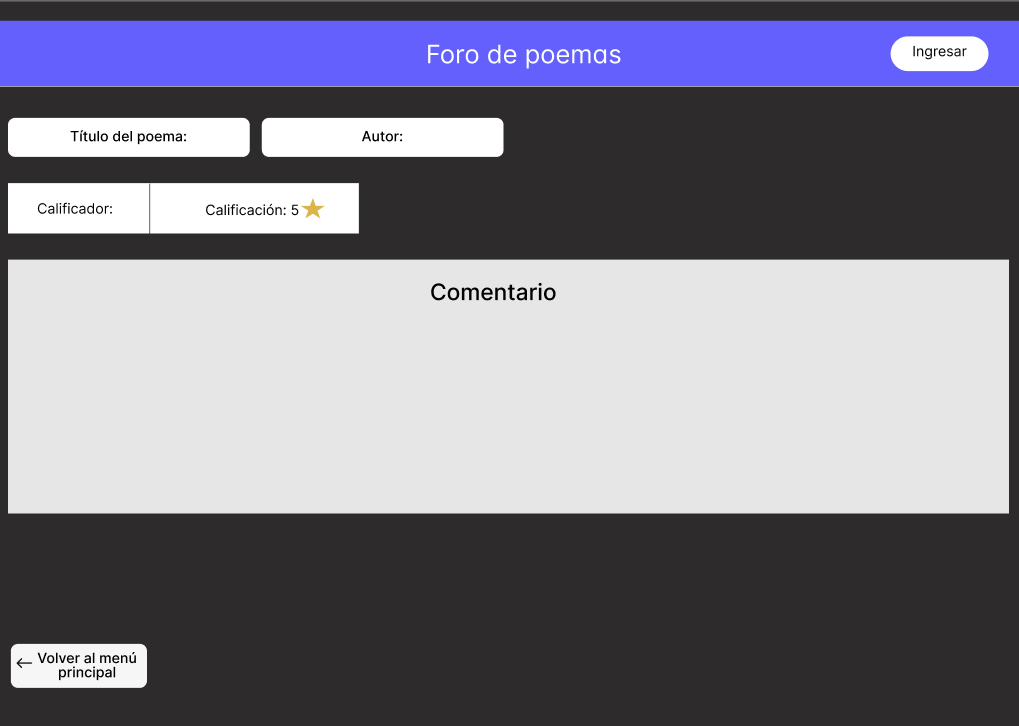 Foro de poemas
Ingresar
Título del poema:
Autor:
Calificador:
Calificación: 5
Comentario
Volver al menú
principal